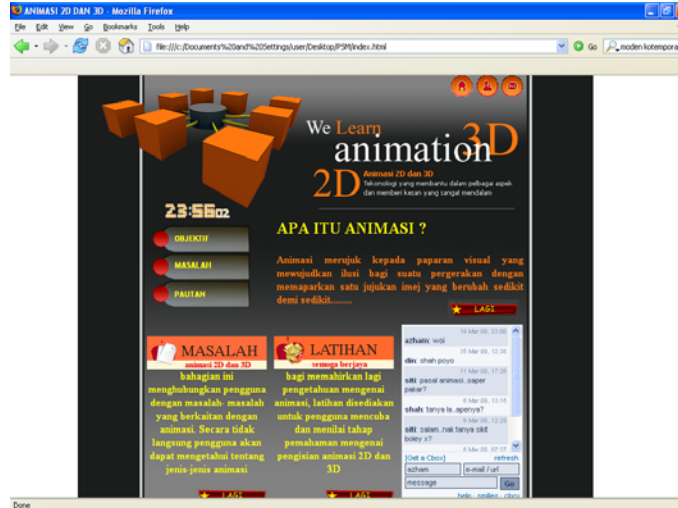 ANIMASI 2D DAN 3D - Mozilla Firefox
File Edit View Go Bookmarks Tools Help
file:///c:/Documents%20and%20Settings/user/Desktop/PSM/index.html
Go
moden kotempora
We Learn
animation 3D
2D
Animasi 2D dan 3D
Tekonologi yang membantu dalam pelbagai aspek
dan memberi kesan yang sangat mendalam
23:56 02
OBJEKTIF
MASALAH
PAUTAN
APA ITU ANIMASI ?
Animasi merujuk kepada paparan visual yang
mewujudkan ilusi bagi suatu pergerakan dengan
memaparkan satu jujukan imej yang berubah sedikit
demi sedikit........
LAGI
MASALAH
animasi 2D dan 3D
bahagian ini
menghubungkan pengguna
dengan masalah- masalah
yang berkaitan dengan
animasi. Secara tidak
langsung pengguna akan
dapat mengetahui tentang
jenis-jenis animasi
LAGI
LATIHAN
semoga berjaya
bagi memahirkan lagi
pengetahuan mengenai
animasi, latihan disediakan
untuk pengguna mencuba
dan menilai tahap
pemahaman mengenai
pengisian animasi 2D dan
3D
LAGI
azham: woi
din: shah poyo
siti: pasal animasi..saper
pakar?
shah: tanya la..apenya?
siti: salam..nak tanya sikit
boley x?
[Get a Cbox] refresh
azham e-mail / url
message Go
help · smilies · cbox
Done